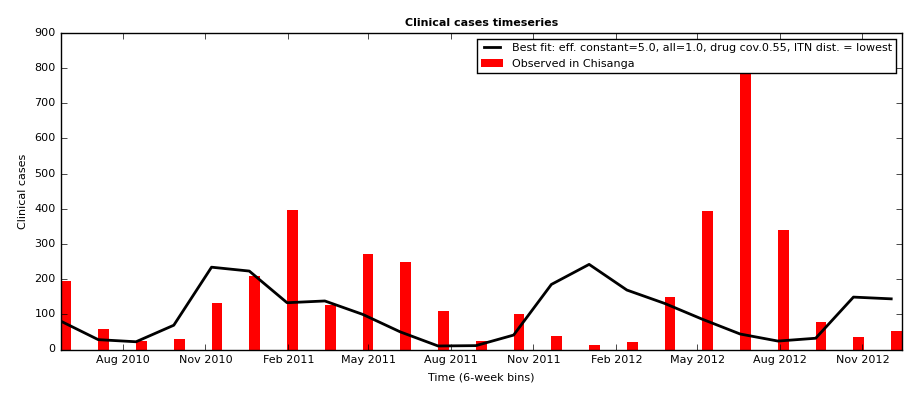 Clinical cases timeseries
900
800
700
600
500
400
300
200
100
0
Clinical cases
Best fit: eff. constant=5.0, all=1.0, drug cov.0.55, ITN dist. = lowest
Observed in Chisanga
Aug 2010 Nov 2010 Feb 2011 May 2011 Aug 2011 Nov 2011 Feb 2012 May 2012 Aug 2012 Nov 2012
Time (6-week bins)